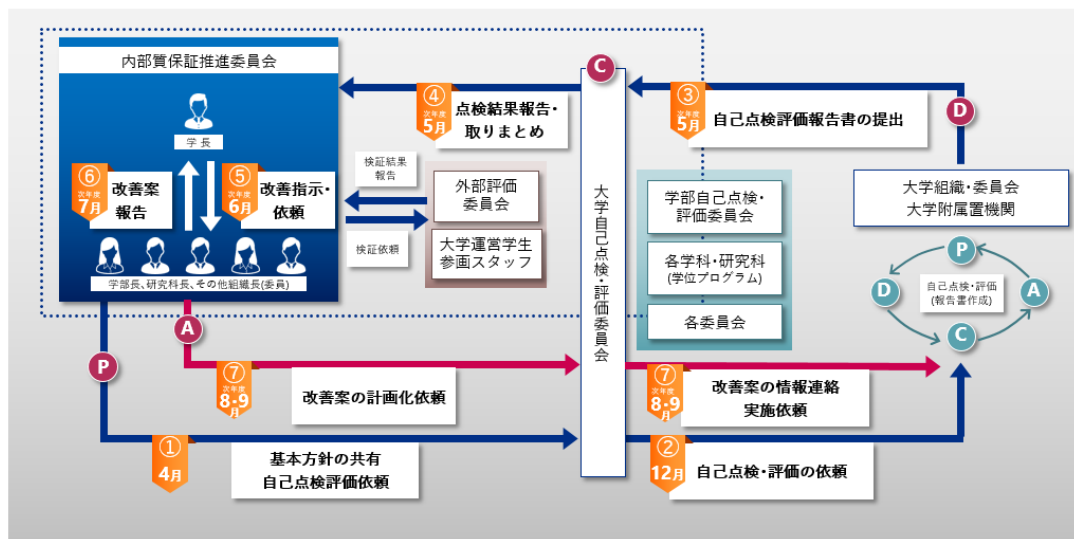 内部質保証推進委員会
学長
⑥
次年度
7月
改善案
報告
⑤
次年度
6月
改善指示・
依頼
学部長、研究科長、その他組織長(委員)
④
次年度
5月
点検結果報告・
取りまとめ
検証結果
報告
検証依頼
外部評価
委員会
大学運営学生
参画スタッフ
C
大学自己点検・評価委員会
③
次年度
5月
自己点検評価報告書の提出
D
学部自己点検・
評価委員会
各学科・研究科
(学位プログラム)
各委員会
大学組織・委員会
大学附属置機関
P
D
A
C
自己点検・評価
(報告書作成)
A
P
⑦
次年度
8・9
月
改善案の計画化依頼
⑦
次年度
8・9
月
改善案の情報連絡
実施依頼
①
4月
基本方針の共有
自己点検評価依頼
②
12月
自己点検・評価の依頼